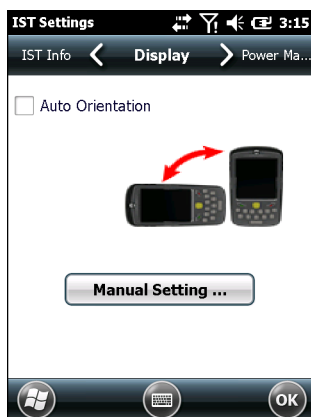 IST Settings 3:15
IST Info Display Power Ma...
Auto Orientation
Manual Setting ...
OK